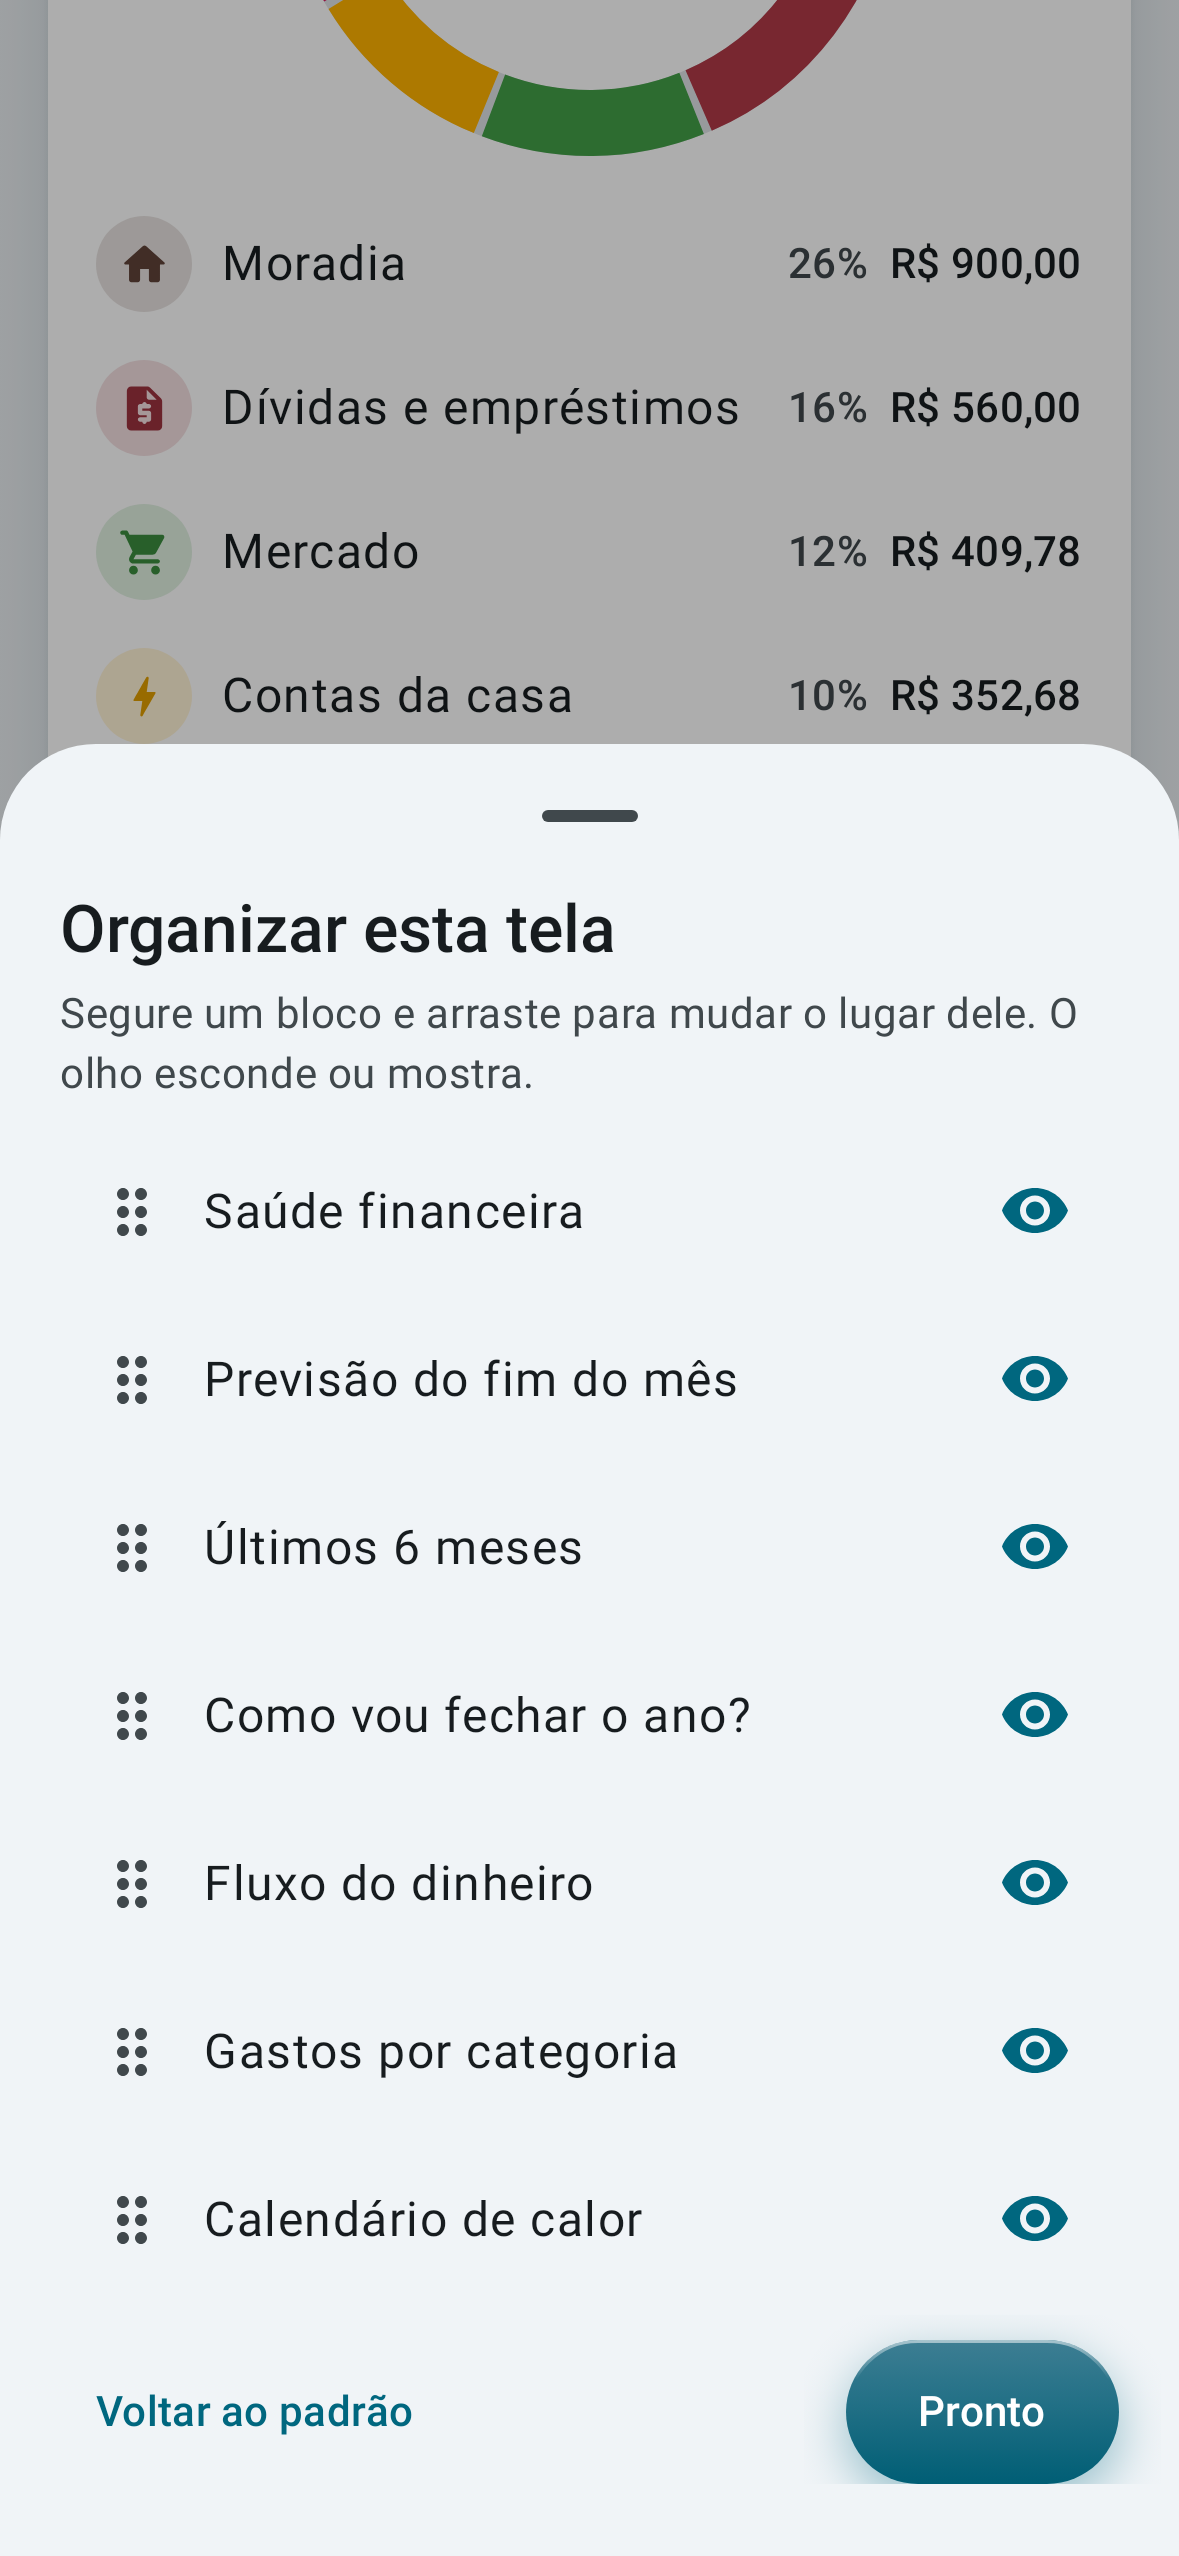 Moradia 26% R$ 900,00
Dívidas e empréstimos 16% R$ 560,00
Mercado 12% R$ 409,78
Contas da casa 10% R$ 352,68
Organizar esta tela
Segure um bloco e arraste para mudar o lugar dele. O
olho esconde ou mostra.
Saúde financeira
Previsão do fim do mês
Últimos 6 meses
Como vou fechar o ano?
Fluxo do dinheiro
Gastos por categoria
Calendário de calor
Voltar ao padrão Pronto